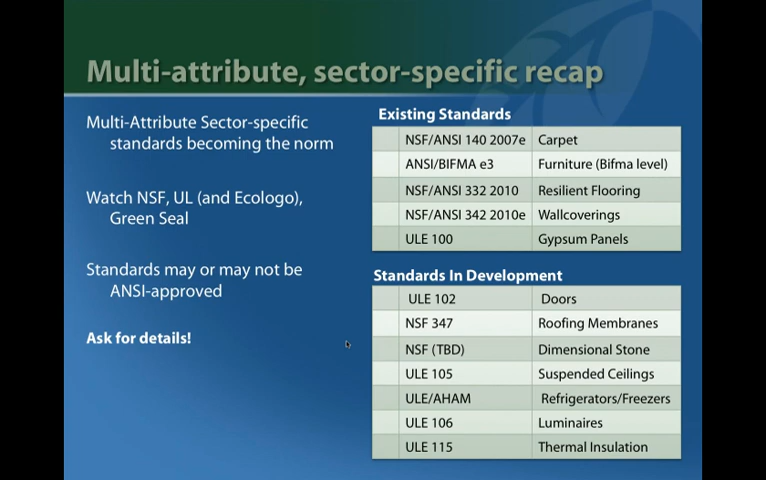 Multi-attribute, sector-specific recap
Multi-Attribute Sector-specific
standards becoming the norm
Watch NSF, UL (and Ecologo),
Green Seal
Standards may or may not be
ANSI-approved
Ask for details!
Existing Standards
NSF/ANSI 140 2007e Carpet
ANSI/BIFMA e3 Furniture (Bifma level)
NSF/ANSI 332 2010 Resilient Flooring
NSF/ANSI 342 2010e Wallcoverings
ULE 100 Gypsum Panels
Standards In Development
ULE 102 Doors
NSF 347 Roofing Membranes
NSF (TBD) Dimensional Stone
ULE 105 Suspended Ceilings
ULE/AHAM Refrigerators/Freezers
ULE 106 Luminaires
ULE 115 Thermal Insulation